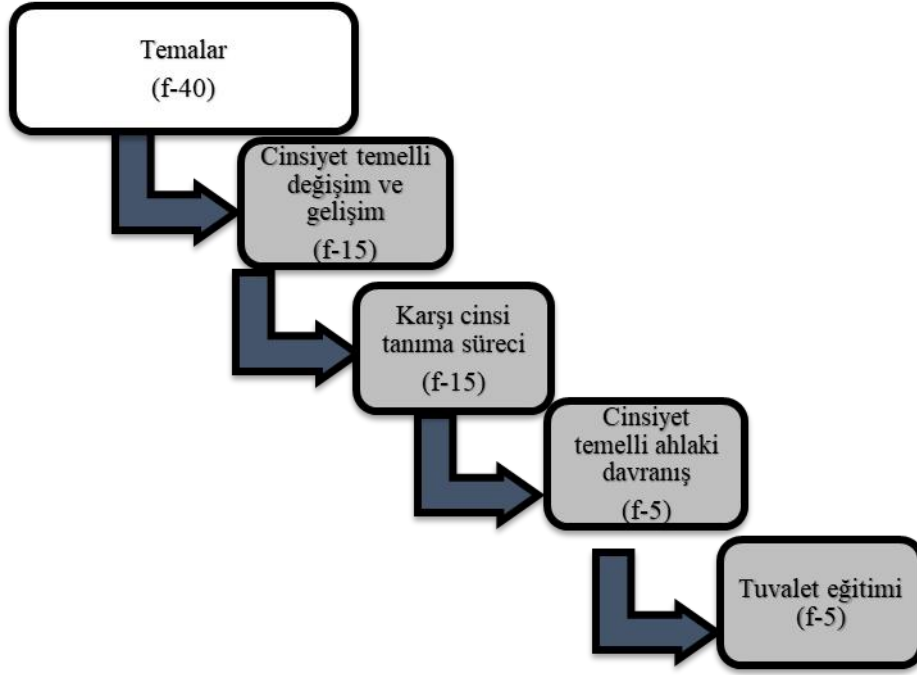 Temalar
(f-40)
Cinsiyet temelli
değişim ve
gelişim
(f-15)
Karşı cinsi
tanıma süreci
(f-15)
Cinsiyet
temelli ahlaki
davranış
(f-5)
Tuvalet eğitimi
(f-5)